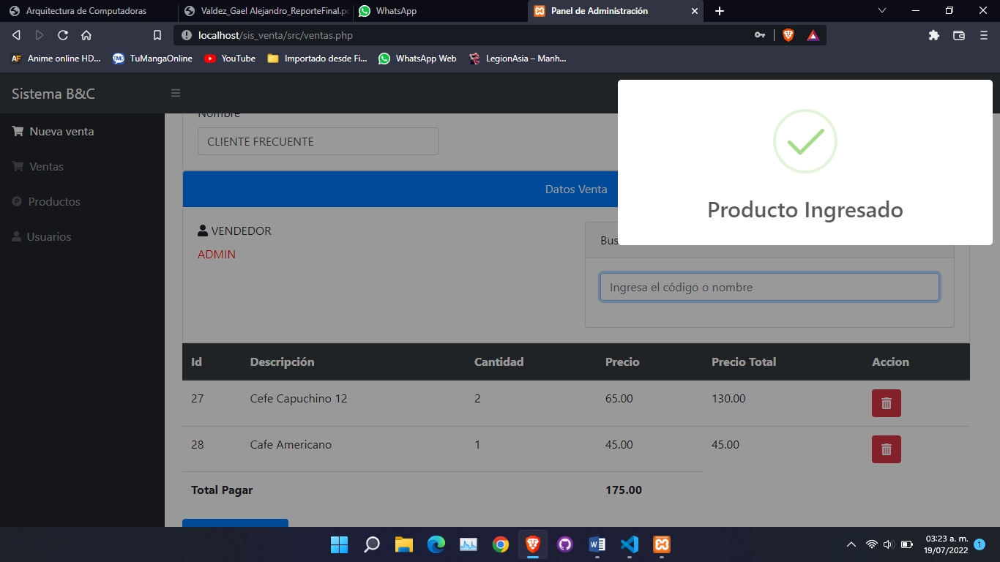 Arquitectura de Computadoras
Valdez_Gael Alejandro_ReporteFinal.pd
WhatsApp
Panel de Administración
localhost/sis_venta/src/ventas.php
AF Anime online HD...
TMO TuMangaOnline
YouTube
Importado desde Fi...
WhatsApp Web
LegionAsia – Manh...
Sistema B&C
Nueva venta
Ventas
Productos
Usuarios
Nombre
CLIENTE FRECUENTE
Datos Venta
Producto Ingresado
VENDEDOR
ADMIN
Bus
Ingresa el código o nombre
Id Descripción Cantidad Precio Precio Total Accion
27 Cefe Capuchino 12 2 65.00 130.00
28 Cafe Americano 1 45.00 45.00
Total Pagar 175.00
03:23 a. m.
19/07/2022
1